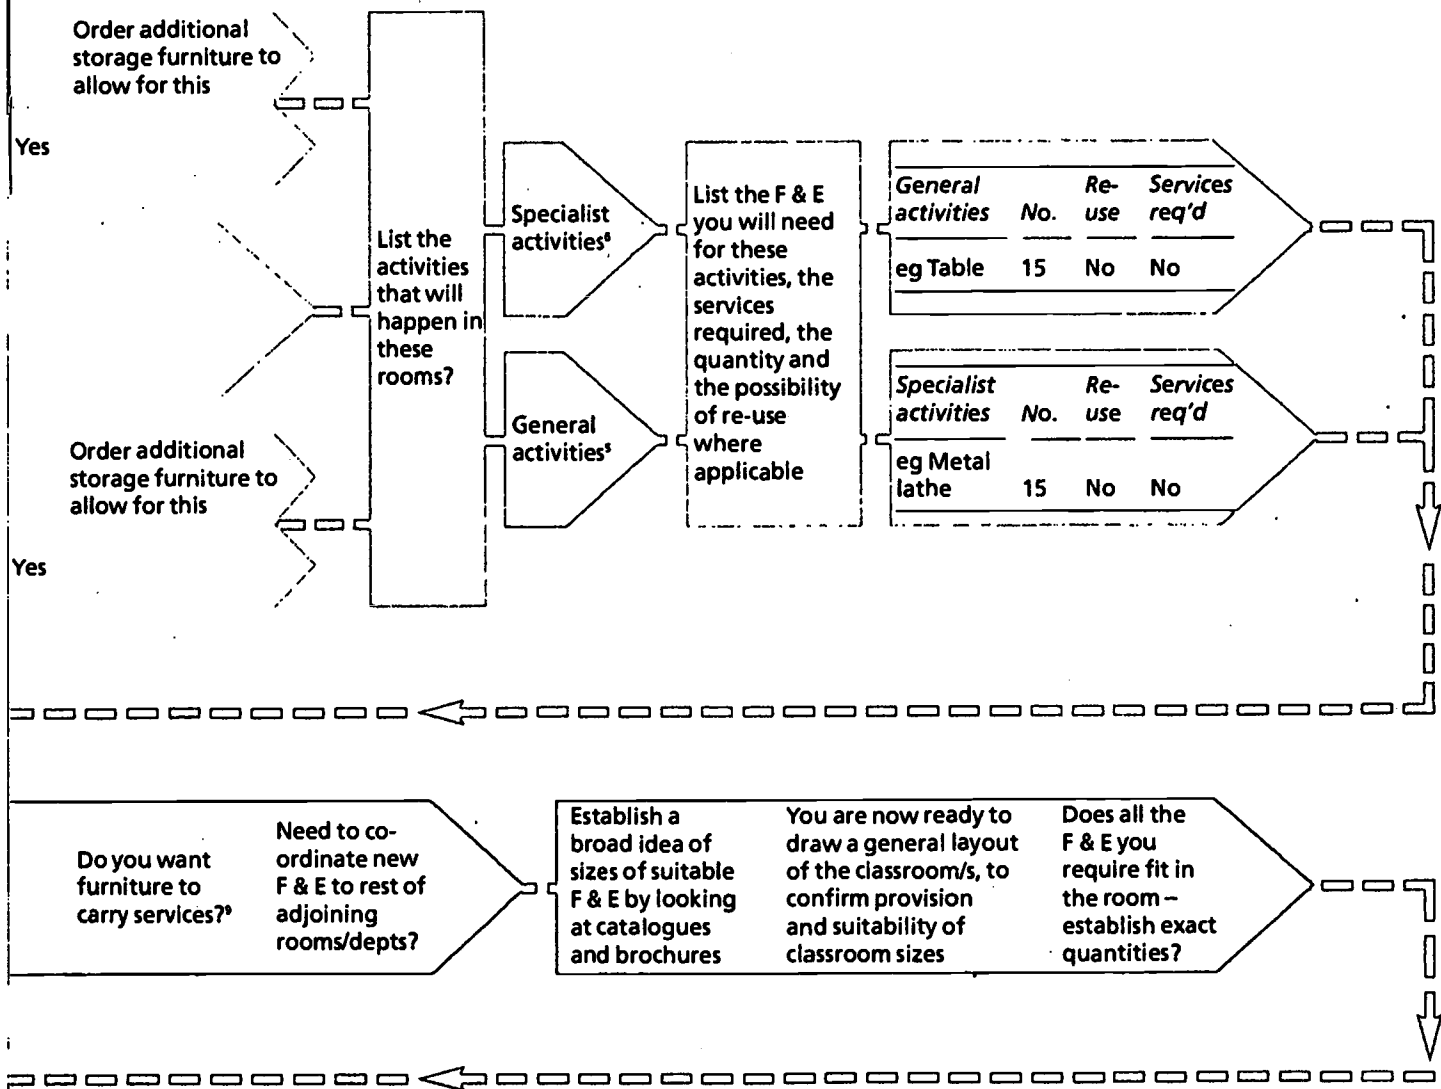 Order additional
storage furniture to
allow for this
Yes
List the
activities
that will
happen in
these
rooms?
Order additional
storage furniture to
allow for this
Yes
Specialist
activities⁶
General
activities⁵
List the F & E
you will need
for these
activities, the
services
required, the
quantity and
the possibility
of re-use
where
applicable
General activities No. Re-use Services req'd
eg Table 15 No No
Specialist activities No. Re-use Services req'd
eg Metal lathe 15 No No
Do you want
furniture to
carry services?⁹
Need to co-
ordinate new
F & E to rest of
adjoining
rooms/depts?
Establish a
broad idea of
sizes of suitable
F & E by looking
at catalogues
and brochures
You are now ready to
draw a general layout
of the classroom/s, to
confirm provision
and suitability of
classroom sizes
Does all the
F & E you
require fit in
the room –
establish exact
quantities?